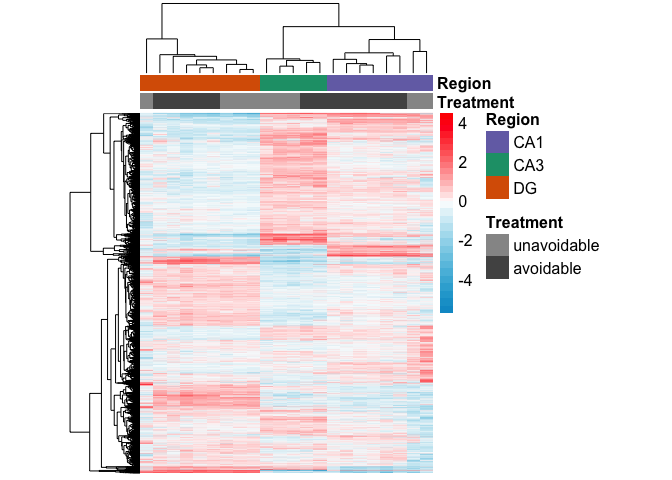 Region
Treatment
4
2
0
-2
-4
Region
CA1
CA3
DG
Treatment
unavoidable
avoidable